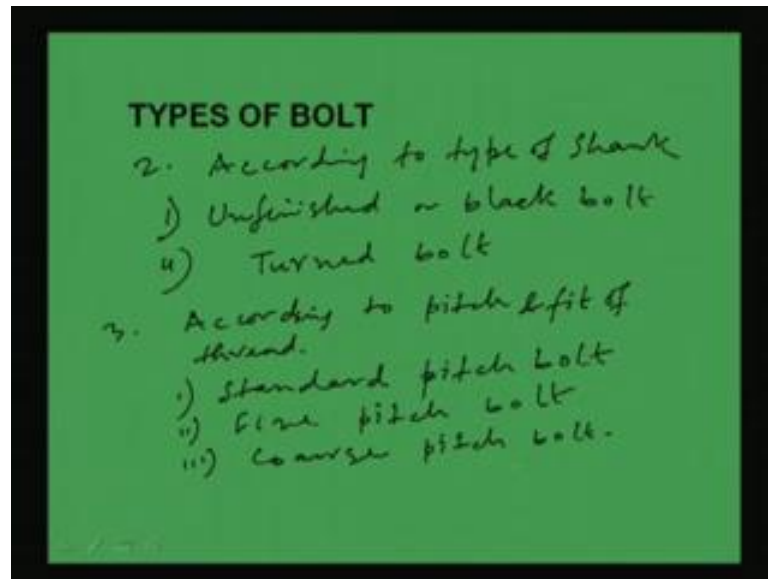 TYPES OF BOLT
2. According to type of Shank
i) Unfinished or black bolt
ii) Turned bolt
3. According to pitch & fit of
thread.
i) Standard pitch bolt
ii) Fine pitch bolt
iii) Coarse pitch bolt.